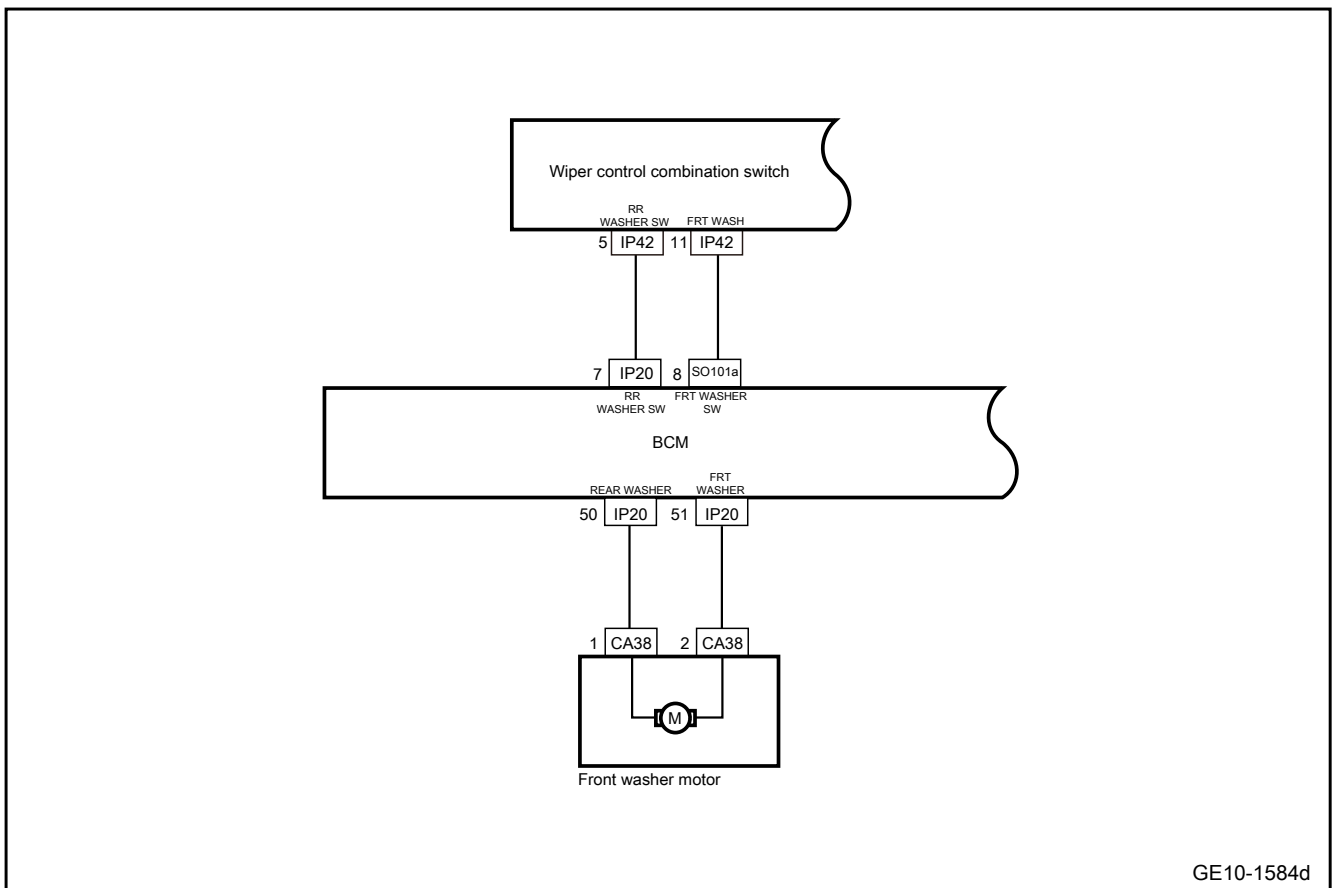 Wiper control combination switch
RR
WASHER SW FRT WASH
5 IP42 11 IP42
7 IP20 8 SO101a
RR FRT WASHER
WASHER SW SW
BCM
FRT
REAR WASHER WASHER
50 IP20 51 IP20
1 CA38 2 CA38
M
Front washer motor
GE10-1584d